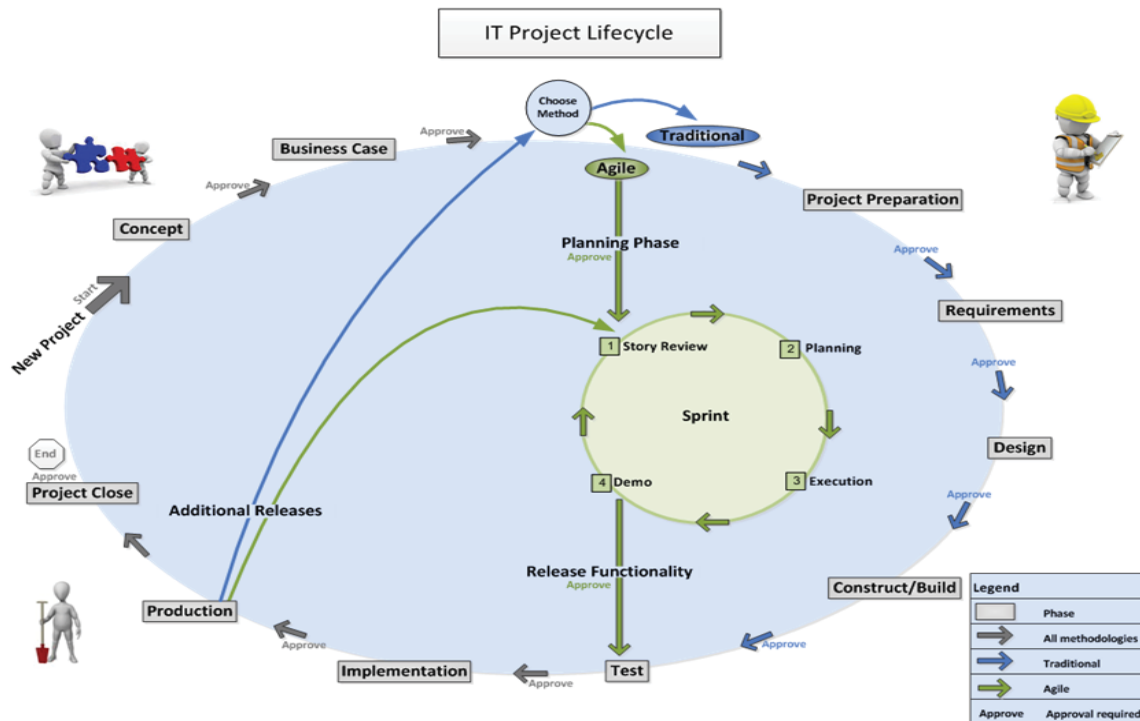 IT Project Lifecycle
Choose
Method
Traditional
Agile
Approve
Business Case
Approve
Concept
Start
New Project
Project Preparation
Approve
Requirements
Approve
Design
Approve
Construct/Build
Approve
Planning Phase
Approve
1 Story Review
2 Planning
Sprint
3 Execution
4 Demo
Release Functionality
Approve
Test
Approve
Implementation
Approve
Production
Additional Releases
Project Close
Approve
End
Legend
Phase
All methodologies
Traditional
Agile
Approve Approval required